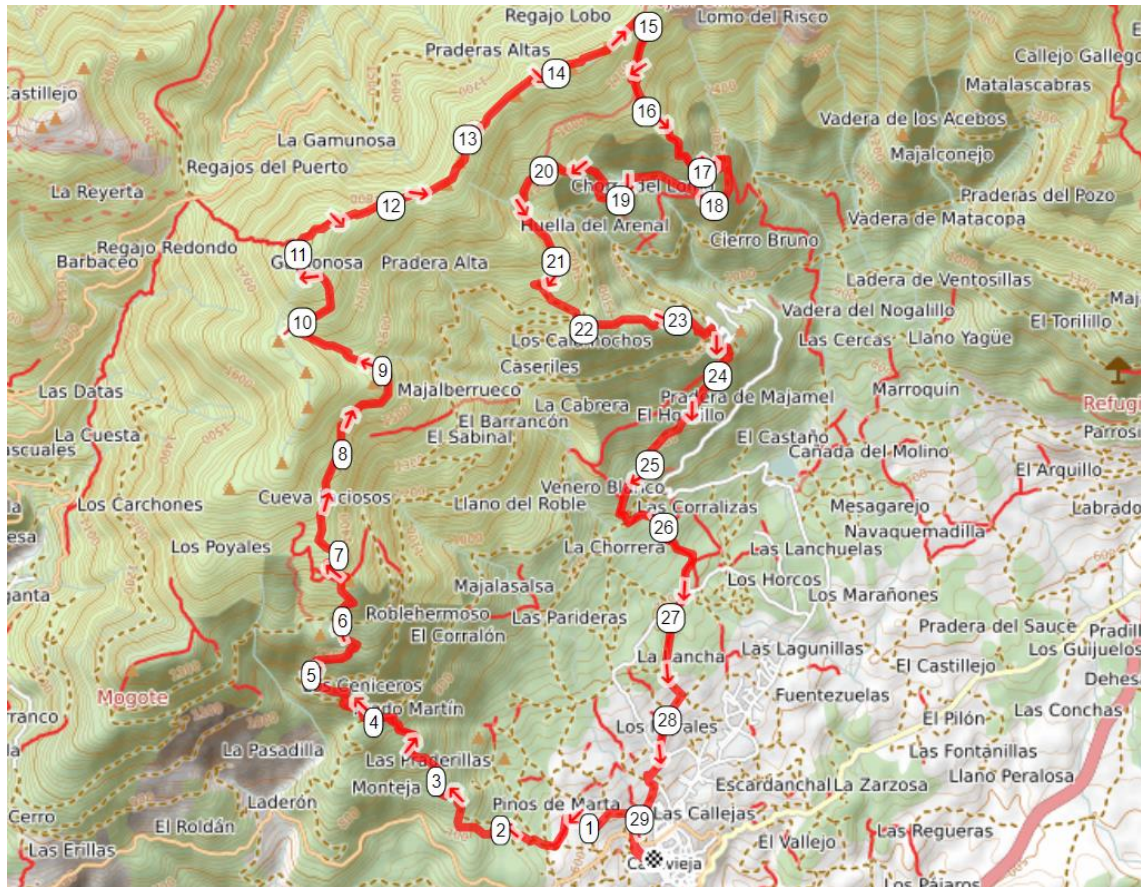 Regajo Lobo
15
Lomo del Risco
Praderas Altas
Callejo Gallego
14
Castillejo
Matalascabras
16
La Gamunosa
13
Vadera de los Acebos
Regajos del Puerto
Majalconejo
20
17
La Reyerta
12
19
18
Praderas del Pozo
Huella del Arenal
Vadera de Matacopa
Regajo Redondo
11
Cierro Bruno
Barbaceo
Pradera Alta
21
Ladera de Ventosillas
10
22
23
Vadera del Nogalillo
El Torilillo
Las Cercas
Llano Yagüe
Caseriles
9
24
Las Datas
Majalberrueco
Marroquín
Pradera de Majamel
La Cabrera
Refug
El Barrancón
La Cuesta
El Sabinal
El Castaño
Parros
8
Cañada del Molino
25
El Arquillo
Los Carchones
Llano del Roble
Las Corralizas
Mesagarejo
Labrado
26
Navaquemadilla
Los Poyales
7
La Chorrera
Las Lanchuelas
600
Majalasalsa
Los Horcos
Los Marañones
Roblehermoso
Las Parideras
6
27
El Corralón
Pradera del Sauce
Los Guijuelos
5
Las Lagunillas
El Castillejo
Mogote
Fuentezuelas
Dehesa
4
28
El Pilón
Las Conchas
La Pasadilla
Las Fontanillas
Las Praderillas
3
Monteja
Escardanchal
La Zarzosa
Llano Peralosa
Laderón
Pinos de Marta
Cerro
El Roldán
2
1
29
Las Callejas
Las Regueras
Las Erillas
El Vallejo
Los Pájaros